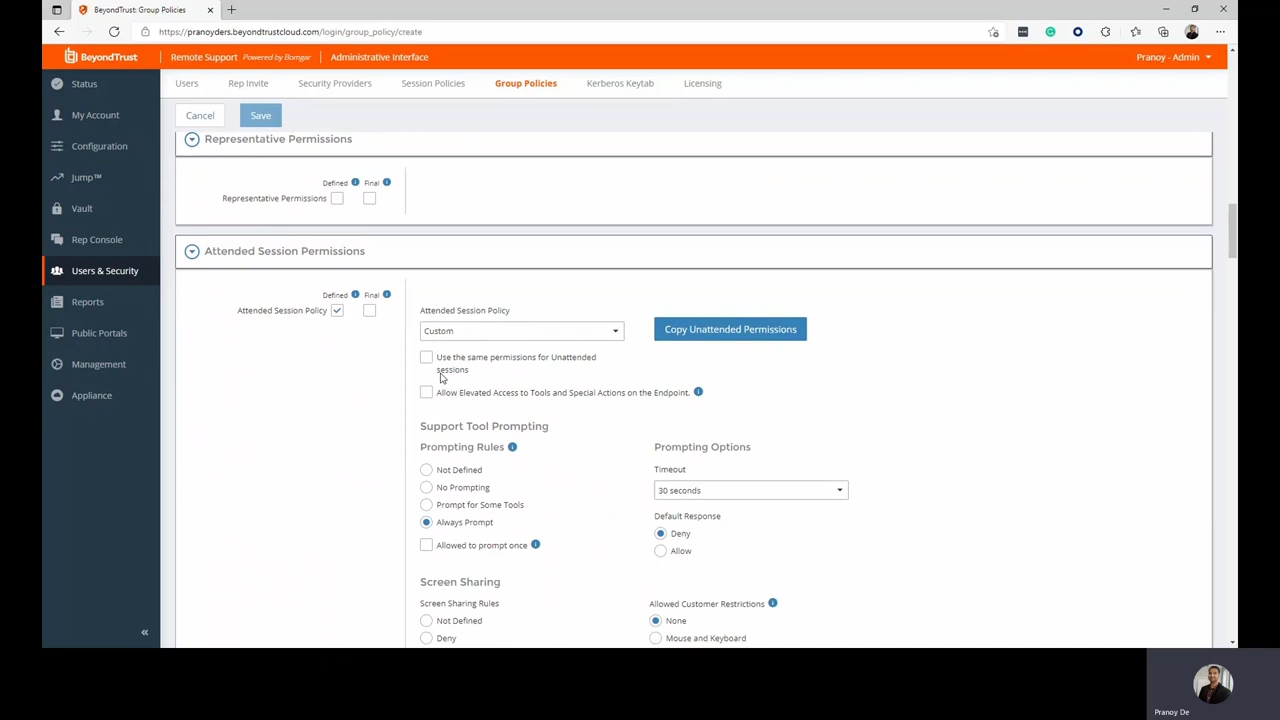 BeyondTrust: Group Policies
https://pranoyders.beyondtrustcloud.com/login/group_policy/create
BeyondTrust
Remote Support Powered by Bomgar
Administrative Interface
Pranoy - Admin
Status
My Account
Configuration
Jump™
Vault
Rep Console
Users & Security
Reports
Public Portals
Management
Appliance
«
Users
Rep Invite
Security Providers
Session Policies
Group Policies
Kerberos Keytab
Licensing
Cancel
Save
Representative Permissions
Defined
Final
Representative Permissions
Attended Session Permissions
Defined
Final
Attended Session Policy
Attended Session Policy
Custom
Copy Unattended Permissions
Use the same permissions for Unattended
sessions
Allow Elevated Access to Tools and Special Actions on the Endpoint.
Support Tool Prompting
Prompting Rules
Not Defined
No Prompting
Prompt for Some Tools
Always Prompt
Allowed to prompt once
Prompting Options
Timeout
30 seconds
Default Response
Deny
Allow
Screen Sharing
Screen Sharing Rules
Not Defined
Deny
Allowed Customer Restrictions
None
Mouse and Keyboard
Pranoy De